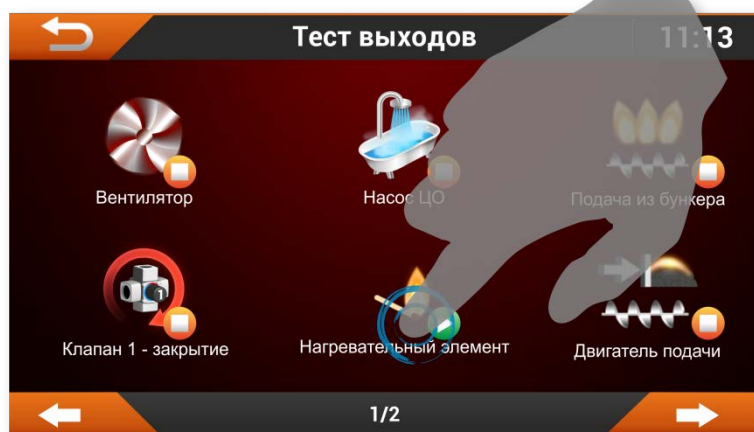 Тест выходов
11:13
Вентилятор
Насос ЦО
Подача из бункера
1
Клапан 1 - закрытие
Нагревательный элемент
Двигатель подачи
1/2